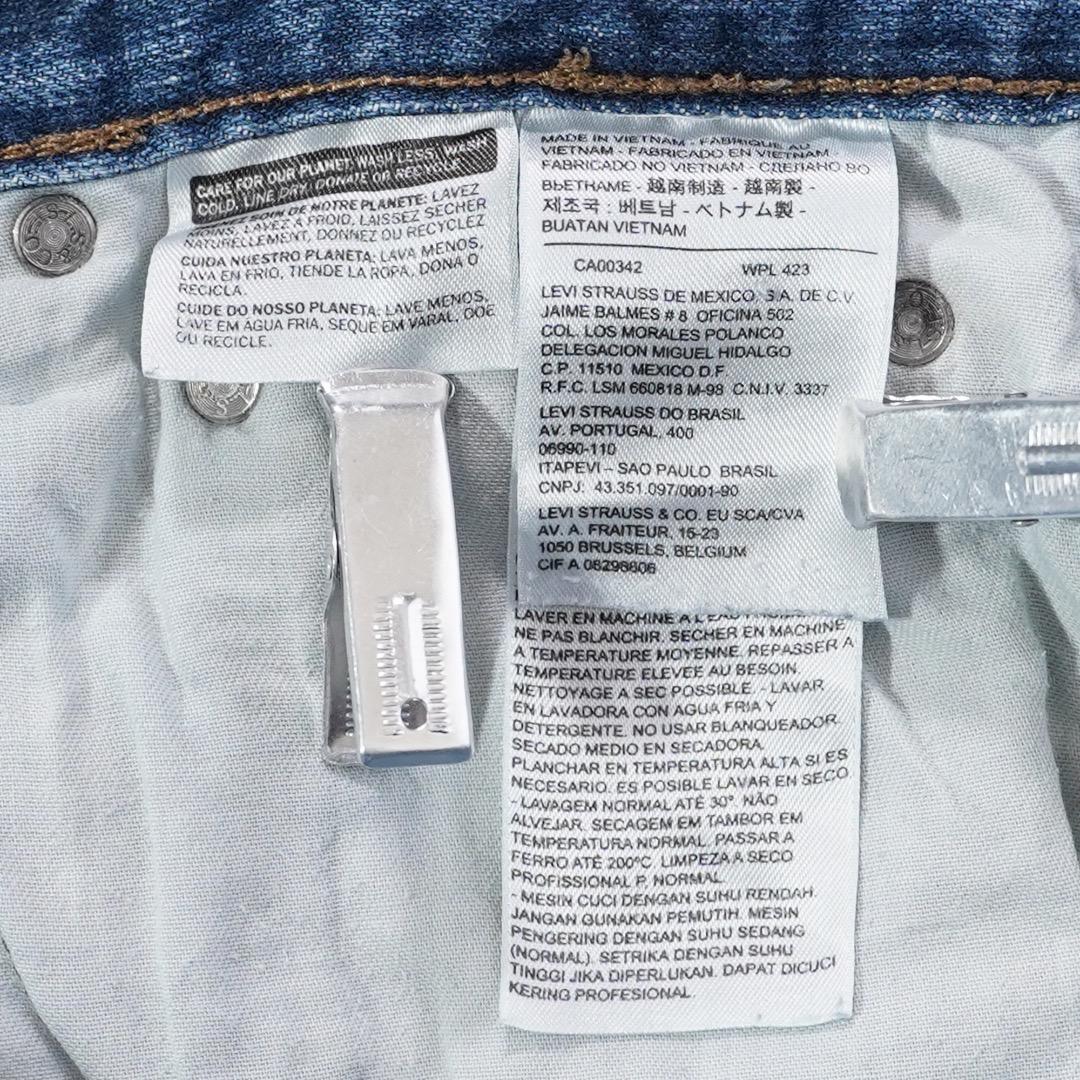 CARE FOR OUR PLANET: WASH LESS, WASH
COLD, LINE DRY, DONATE OR RECYCLE.
SOIN DE NOTRE PLANETE: LAVEZ
MOINS, LAVEZ A FROID, LAISSEZ SECHER
NATURELLEMENT, DONNEZ OU RECYCLEZ
CUIDA NUESTRO PLANETA: LAVA MENOS,
LAVA EN FRIO, TIENDE LA ROPA, DONA O
RECICLA.
CUIDE DO NOSSO PLANETA: LAVE MENOS,
LAVE EM AGUA FRIA, SEQUE EM VARAL, DOE
OU RECICLE.
MADE IN VIETNAM - FABRIQUE AU
VIETNAM - FABRICADO EN VIETNAM -
FABRICADO NO VIETNAM - СДЕЛАНО ВО
ВЬЕТНАМЕ - 越南制造 - 越南製 -
제조국 : 베트남 - ベトナム製 -
BUATAN VIETNAM
CA00342 WPL 423
LEVI STRAUSS DE MEXICO, S.A. DE C.V.
JAIME BALMES # 8 OFICINA 502
COL. LOS MORALES POLANCO
DELEGACION MIGUEL HIDALGO
C.P. 11510 MEXICO D.F.
R.F.C. LSM 660818 M-98 C.N.I.V. 3337
LEVI STRAUSS DO BRASIL
AV. PORTUGAL, 400
06990-110
ITAPEVI – SAO PAULO BRASIL
CNPJ: 43.351.097/0001-90
LEVI STRAUSS & CO. EU SCA/CVA
AV. A. FRAITEUR, 15-23
1050 BRUSSELS, BELGIUM
CIF A 08298806
LAVER EN MACHINE A L'EAU
NE PAS BLANCHIR. SECHER EN MACHINE
A TEMPERATURE MOYENNE. REPASSER A
TEMPERATURE ELEVEE AU BESOIN.
NETTOYAGE A SEC POSSIBLE. - LAVAR
EN LAVADORA CON AGUA FRIA Y
DETERGENTE. NO USAR BLANQUEADOR.
SECADO MEDIO EN SECADORA.
PLANCHAR EN TEMPERATURA ALTA SI ES
NECESARIO. ES POSIBLE LAVAR EN SECO.
- LAVAGEM NORMAL ATÉ 30°. NÃO
ALVEJAR. SECAGEM EM TAMBOR EM
TEMPERATURA NORMAL. PASSAR A
FERRO ATÉ 200°C. LIMPEZA A SECO
PROFISSIONAL P, NORMAL.
- MESIN CUCI DENGAN SUHU RENDAH.
JANGAN GUNAKAN PEMUTIH. MESIN
PENGERING DENGAN SUHU SEDANG
(NORMAL). SETRIKA DENGAN SUHU
TINGGI JIKA DIPERLUKAN. DAPAT DICUCI
KERING PROFESIONAL.